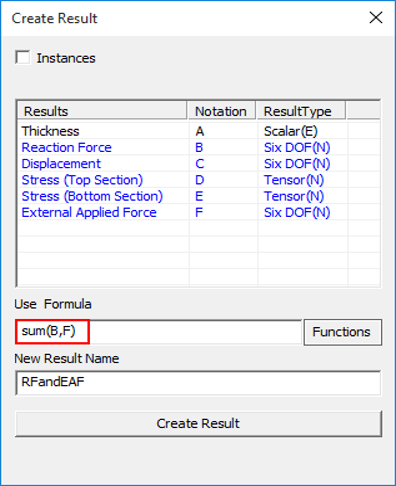 Create Result
Instances
Results Notation ResultType
Thickness A Scalar(E)
Reaction Force B Six DOF(N)
Displacement C Six DOF(N)
Stress (Top Section) D Tensor(N)
Stress (Bottom Section) E Tensor(N)
External Applied Force F Six DOF(N)
Use Formula
sum(B,F) Functions
New Result Name
RFandEAF
Create Result